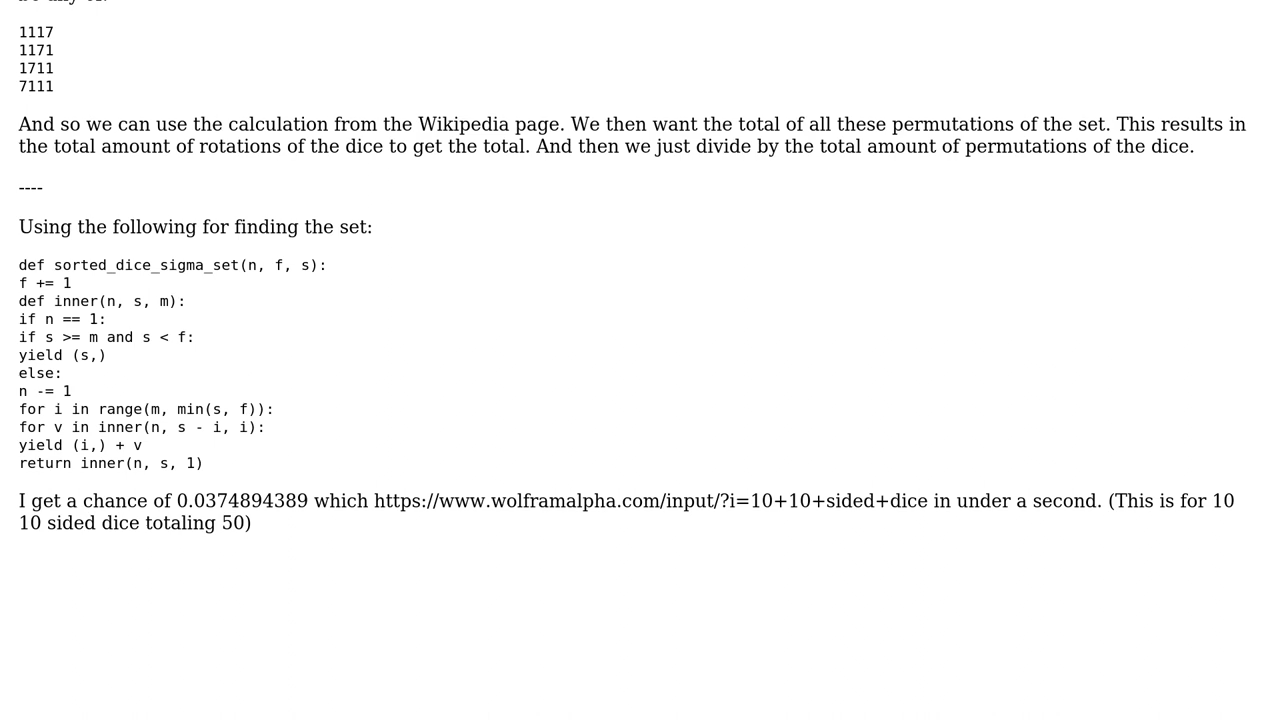 1117
1171
1711
7111
And so we can use the calculation from the Wikipedia page. We then want the total of all these permutations of the set. This results in
the total amount of rotations of the dice to get the total. And then we just divide by the total amount of permutations of the dice.
----
Using the following for finding the set:
def sorted_dice_sigma_set(n, f, s):
f += 1
def inner(n, s, m):
if n == 1:
if s >= m and s < f:
yield (s,)
else:
n -= 1
for i in range(m, min(s, f)):
for v in inner(n, s - i, i):
yield (i,) + v
return inner(n, s, 1)
I get a chance of 0.0374894389 which https://www.wolframalpha.com/input/?i=10+10+sided+dice in under a second. (This is for 10
10 sided dice totaling 50)